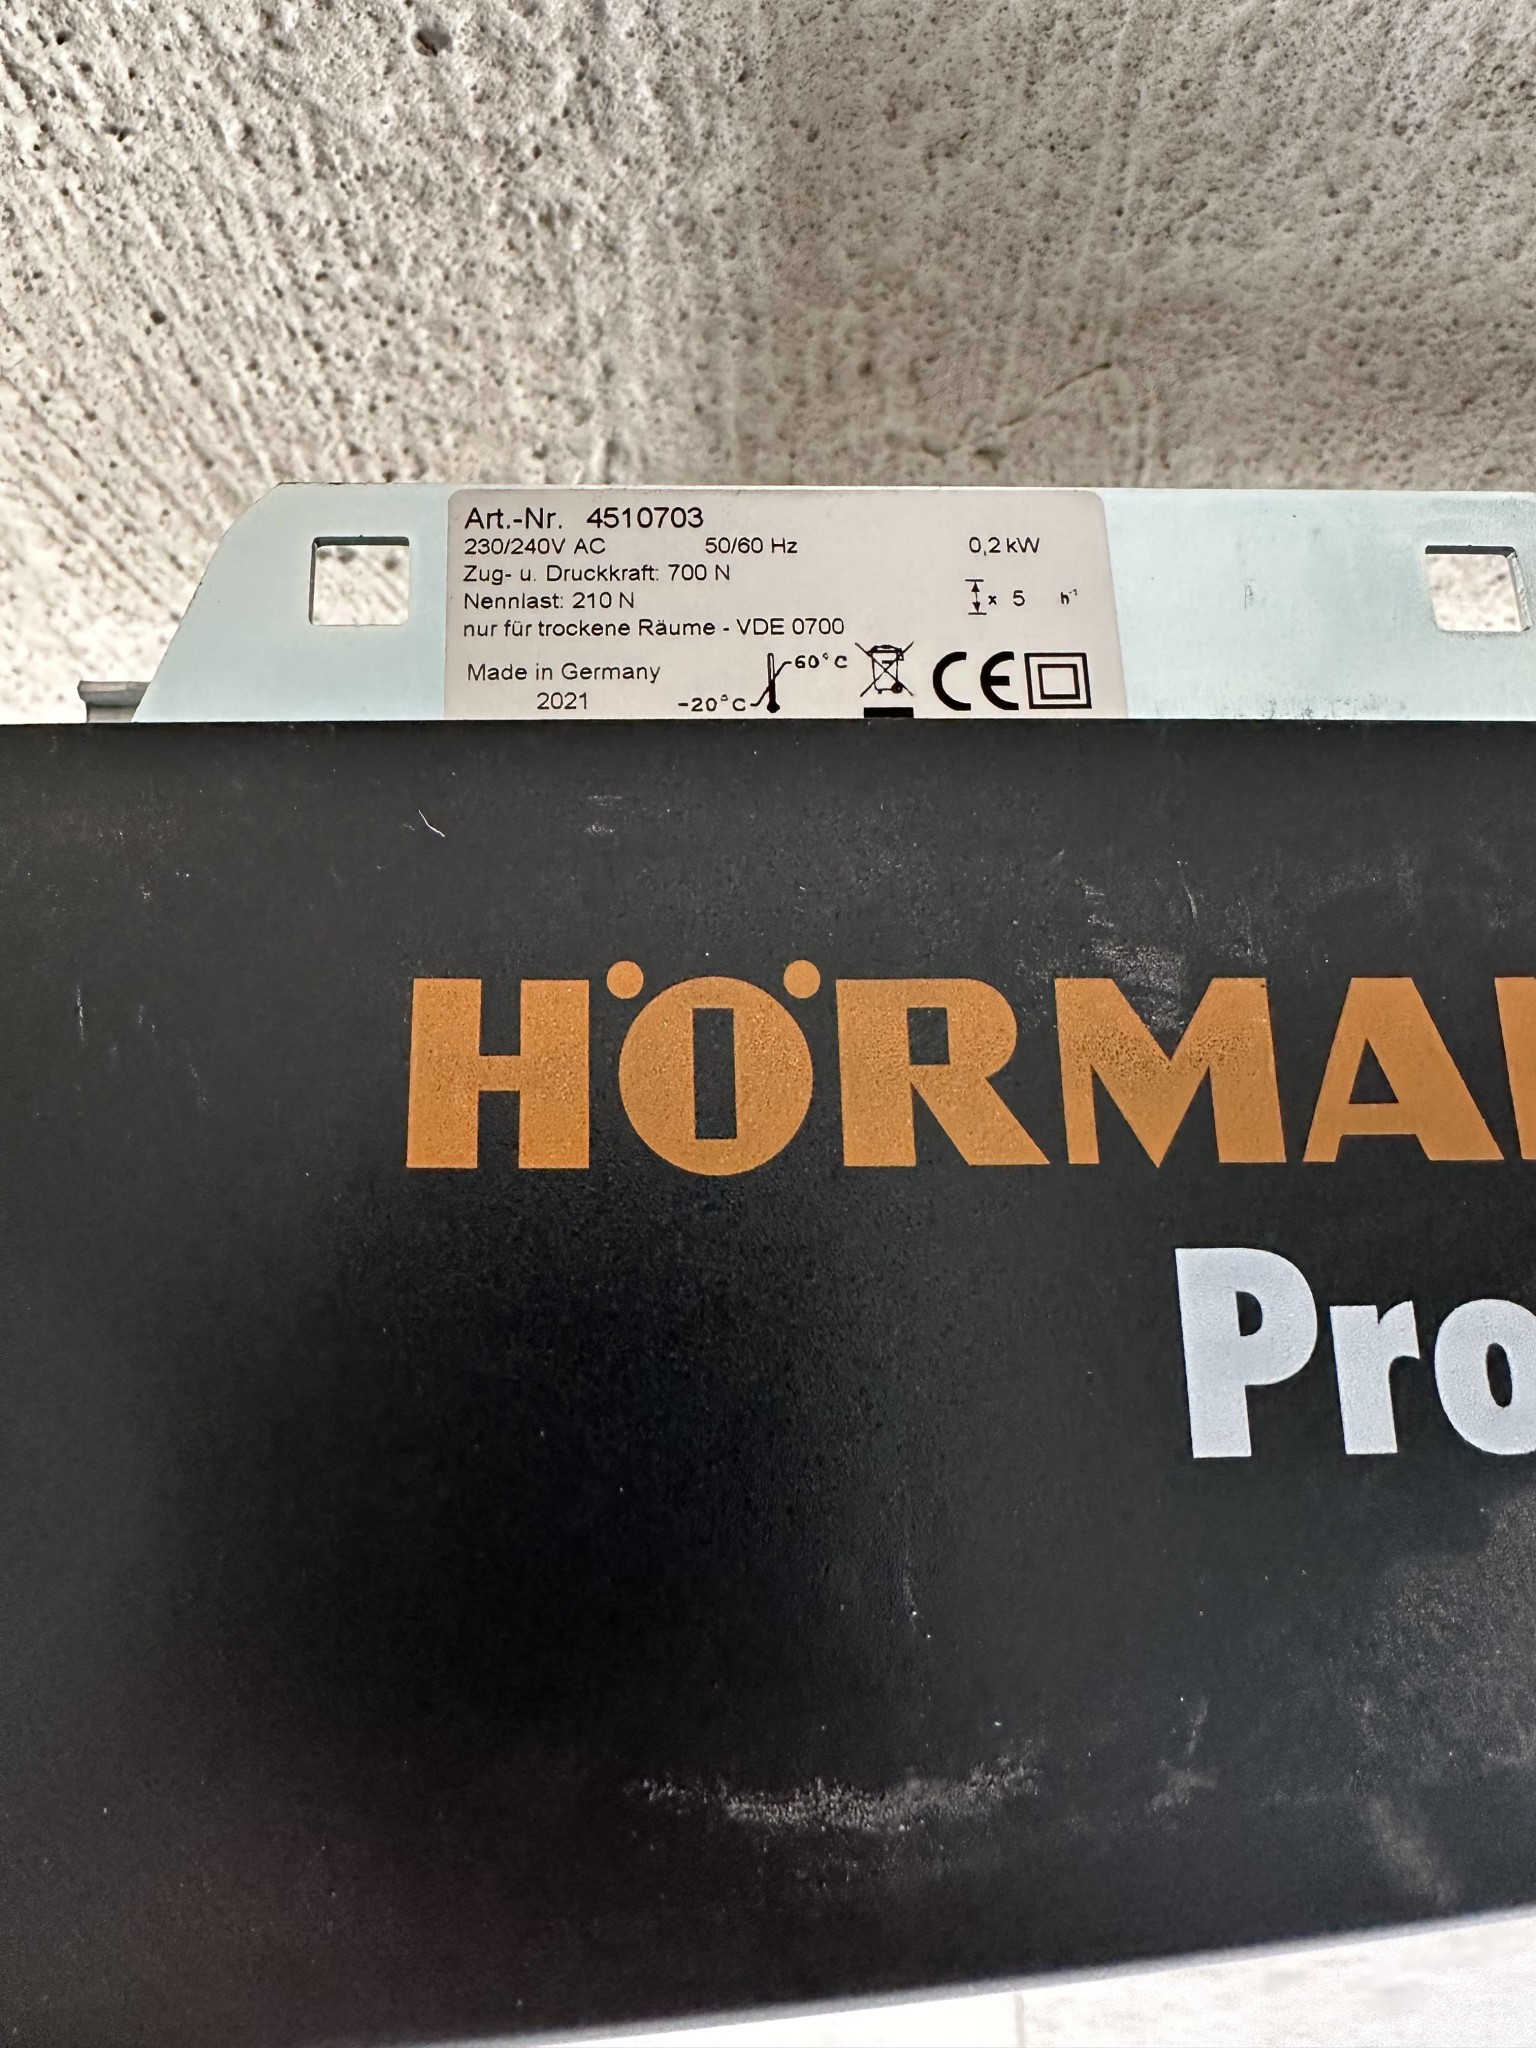 Art.-Nr. 4510703
230/240V AC 50/60 Hz 0,2 kW
Zug- u. Druckkraft: 700 N
Nennlast: 210 N x 5 h⁻¹
nur für trockene Räume - VDE 0700
Made in Germany
2021
-20°C 60°C
CE
HÖRMA
Pro